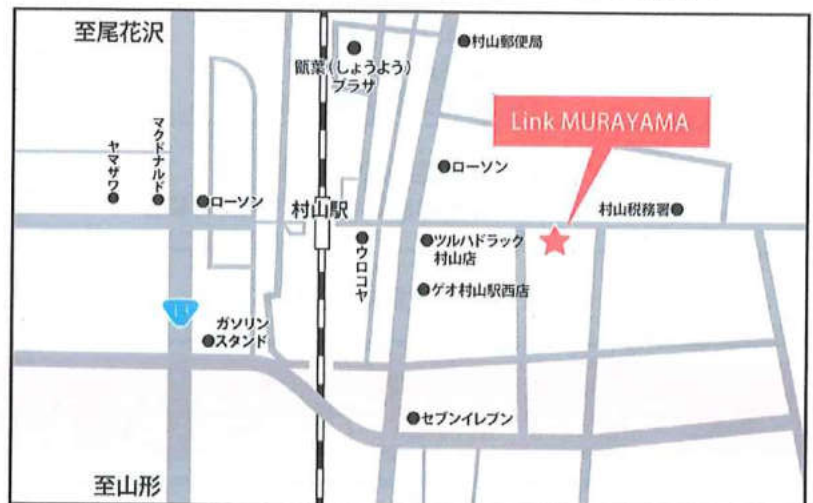 至尾花沢
村山郵便局
甑葉(しょうよう)
プラザ
Link MURAYAMA
マクドナルド
ヤマザワ
ローソン
ローソン
村山駅
村山税務署
ウロコヤ
ツルハドラック
村山店
ゲオ村山駅西店
13
ガソリン
スタンド
セブンイレブン
至山形